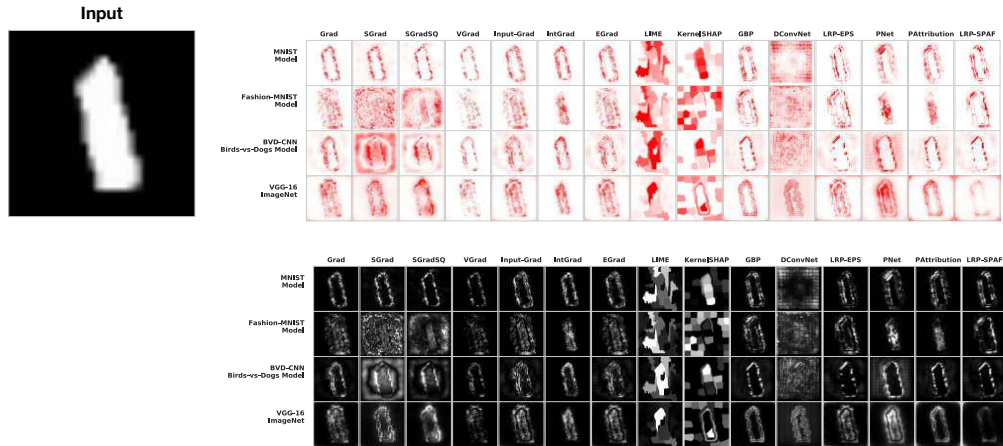 Input
Grad SGrad SGradSQ VGrad Input-Grad IntGrad EGrad LIME KernelSHAP GBP DConvNet LRP-EPS PNet PAttribution LRP-SPAF
MNIST
Model
Fashion-MNIST
Model
BVD-CNN
Birds-vs-Dogs Model
VGG-16
ImageNet
Grad SGrad SGradSQ VGrad Input-Grad IntGrad EGrad LIME KernelSHAP GBP DConvNet LRP-EPS PNet PAttribution LRP-SPAF
MNIST
Model
Fashion-MNIST
Model
BVD-CNN
Birds-vs-Dogs Model
VGG-16
ImageNet